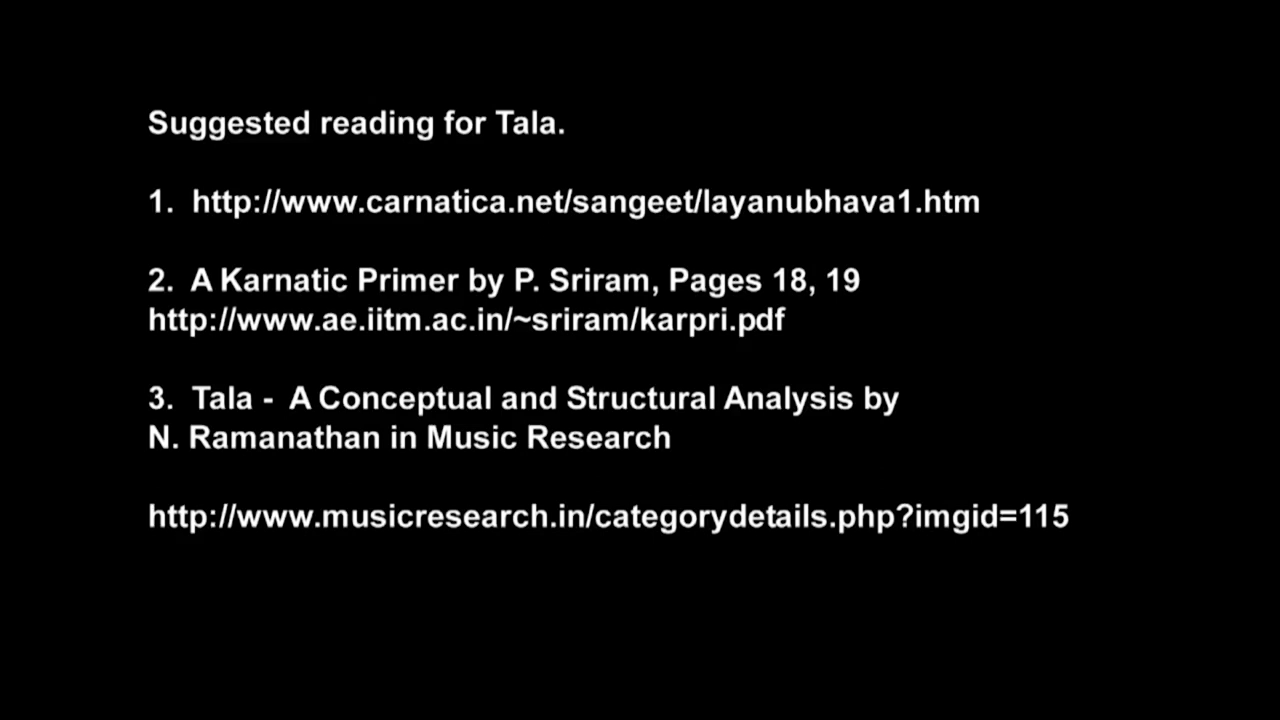 Suggested reading for Tala.
1. http://www.carnatica.net/sangeet/layanubhava1.htm
2. A Karnatic Primer by P. Sriram, Pages 18, 19
http://www.ae.iitm.ac.in/~sriram/karpri.pdf
3. Tala - A Conceptual and Structural Analysis by
N. Ramanathan in Music Research
http://www.musicresearch.in/categorydetails.php?imgid=115